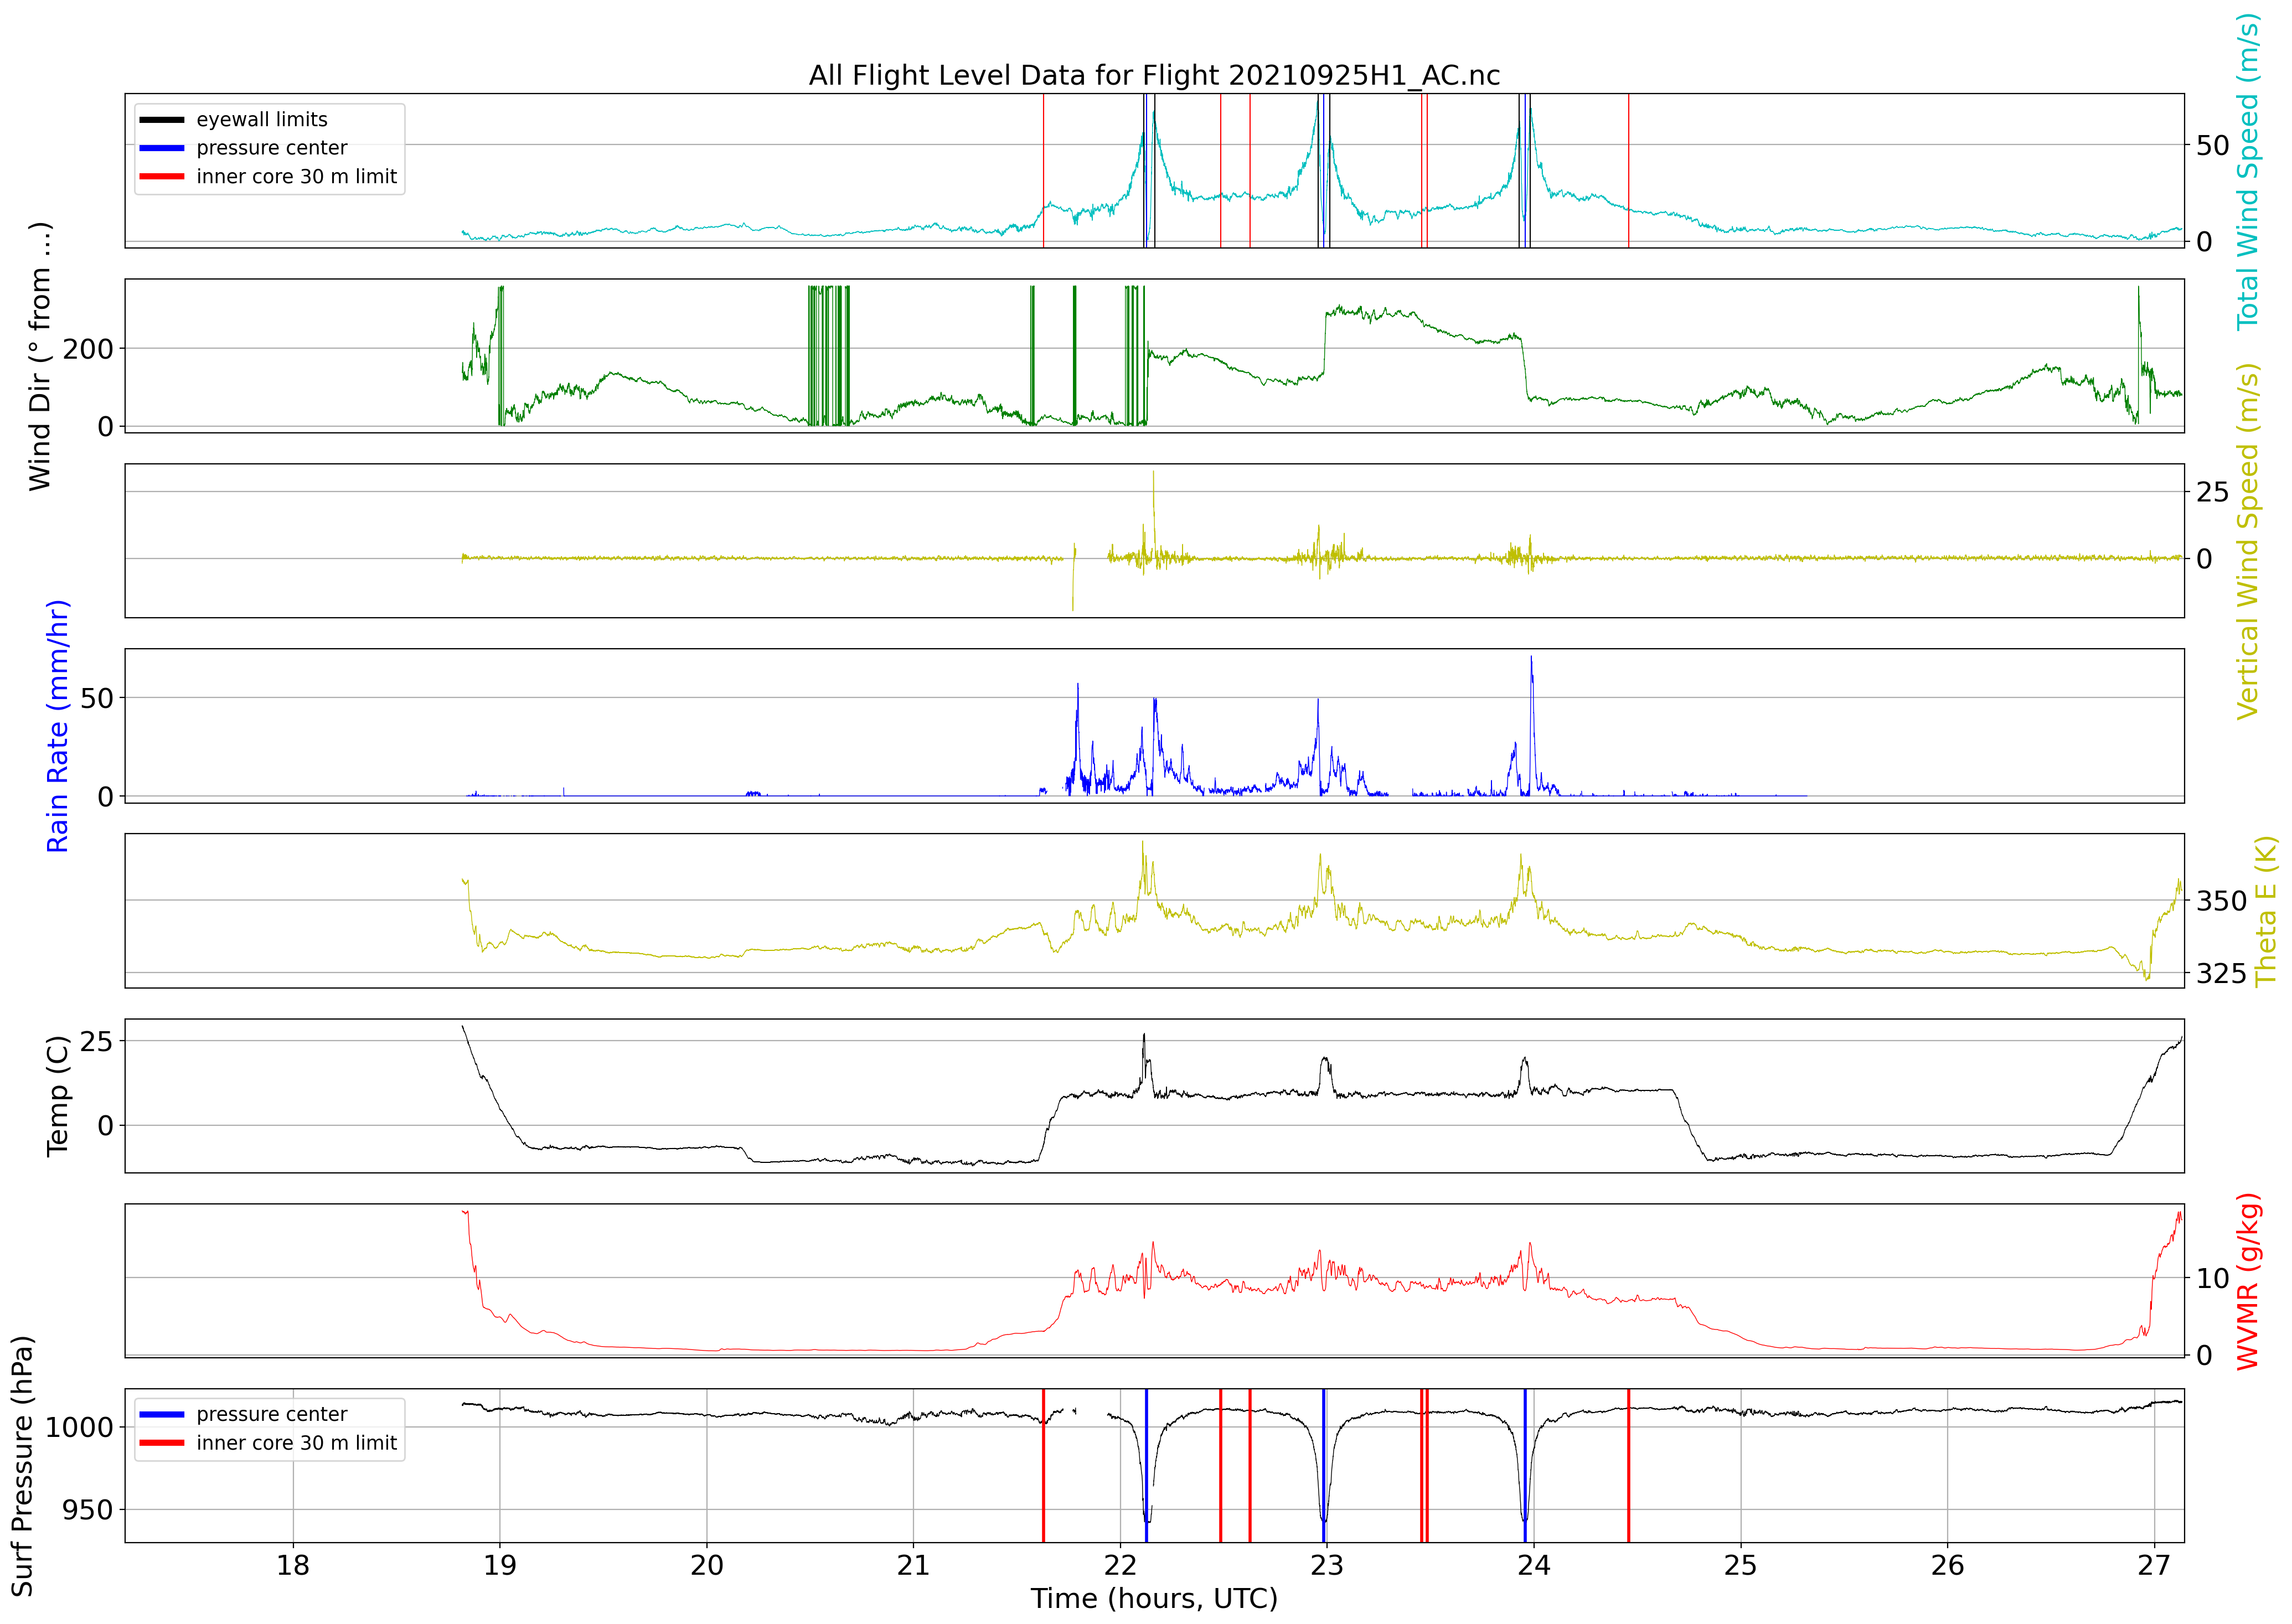 All Flight Level Data for Flight 20210925H1_AC.nc
eyewall limits
pressure center
inner core 30 m limit
50
0
Total Wind Speed (m/s)
Wind Dir (° from ...)
200
0
25
0
Vertical Wind Speed (m/s)
Rain Rate (mm/hr)
50
0
350
325
Theta E (K)
Temp (C)
25
0
10
0
WVMR (g/kg)
Surf Pressure (hPa)
1000
950
pressure center
inner core 30 m limit
18 19 20 21 22 23 24 25 26 27
Time (hours, UTC)